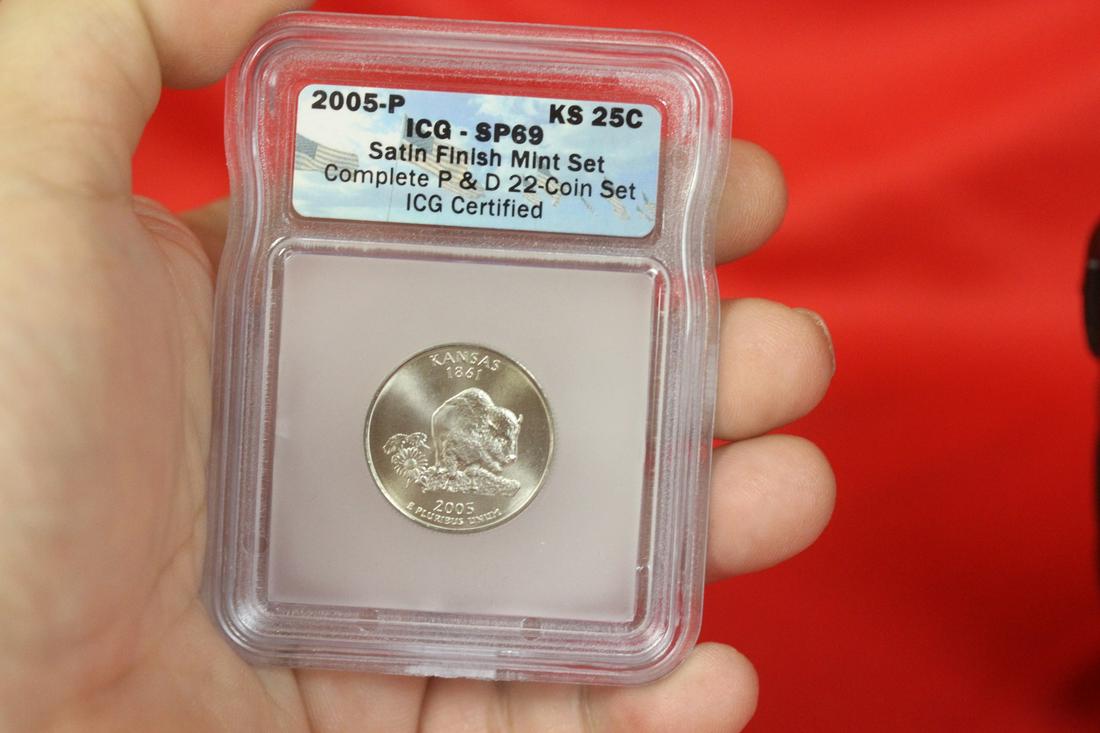 2005-P KS 25C
ICG - SP69
Satin Finish Mint Set
Complete P & D 22-Coin Set
ICG Certified
KANSAS
1861
2005
E PLURIBUS UNUM